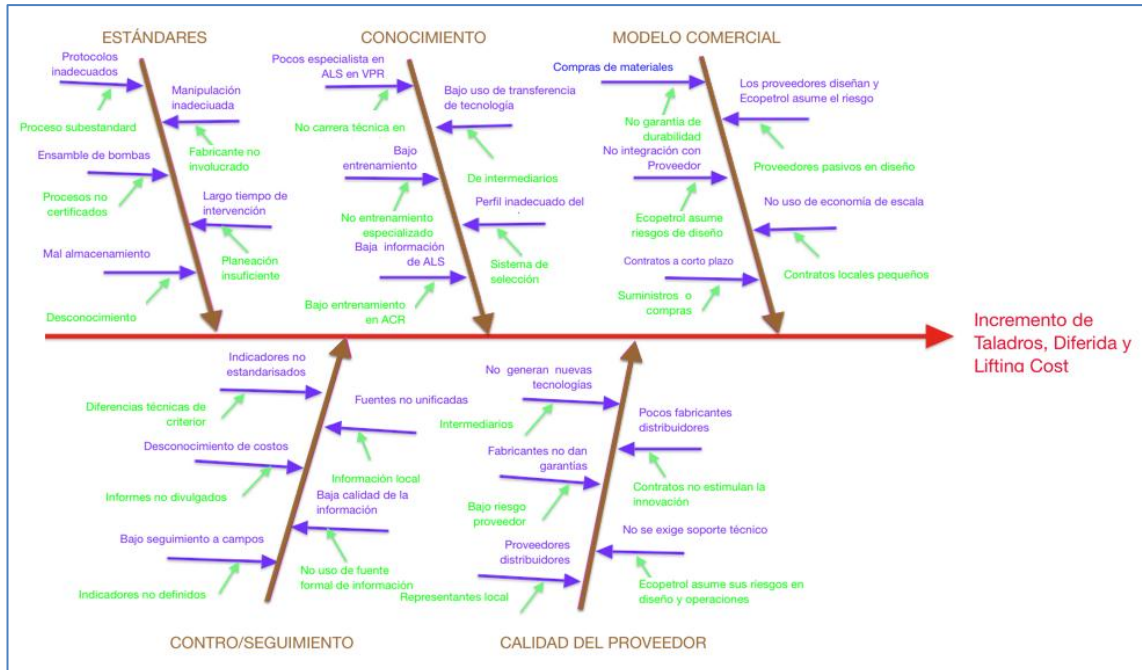 ESTÁNDARES
Protocolos
inadecuados
Proceso subestandard
Manipulación
inadeciuada
Fabricante no
involucrado
Ensamble de bombas
Procesos no
certificados
Largo tiempo de
intervención
Planeación
insuficiente
Mal almacenamiento
Desconocimiento
CONOCIMIENTO
Pocos especialista en
ALS en VPR
No carrera técnica en
Bajo uso de transferencia
de tecnología
De intermediarios
Bajo
entrenamiento
No entrenamiento
especializado
Perfil inadecuado del
Sistema de
selección
Baja información
de ALS
Bajo entrenamiento
en ACR
MODELO COMERCIAL
Compras de materiales
No garantía de
durabilidad
Los proveedores diseñan y
Ecopetrol asume el riesgo
Proveedores pasivos en diseño
No integración con
Proveedor
Ecopetrol asume
riesgos de diseño
No uso de economía de escala
Contratos locales pequeños
Contratos a corto plazo
Suministros o
compras
Incremento de
Taladros, Diferida y
Lifting Cost
Indicadores no
estandarisados
Diferencias técnicas de
criterior
Fuentes no unificadas
Información local
Desconocimiento de costos
Informes no divulgados
Baja calidad de la
información
No uso de fuente
formal de información
Bajo seguimiento a campos
Indicadores no definidos
CONTRO/SEGUIMIENTO
No generan nuevas
tecnologías
Intermediarios
Pocos fabricantes
distribuidores
Contratos no estimulan la
innovación
Fabricantes no dan
garantías
Bajo riesgo
proveedor
No se exige soporte técnico
Ecopetrol asume sus riesgos en
diseño y operaciones
Proveedores
distribuidores
Representantes local
CALIDAD DEL PROVEEDOR